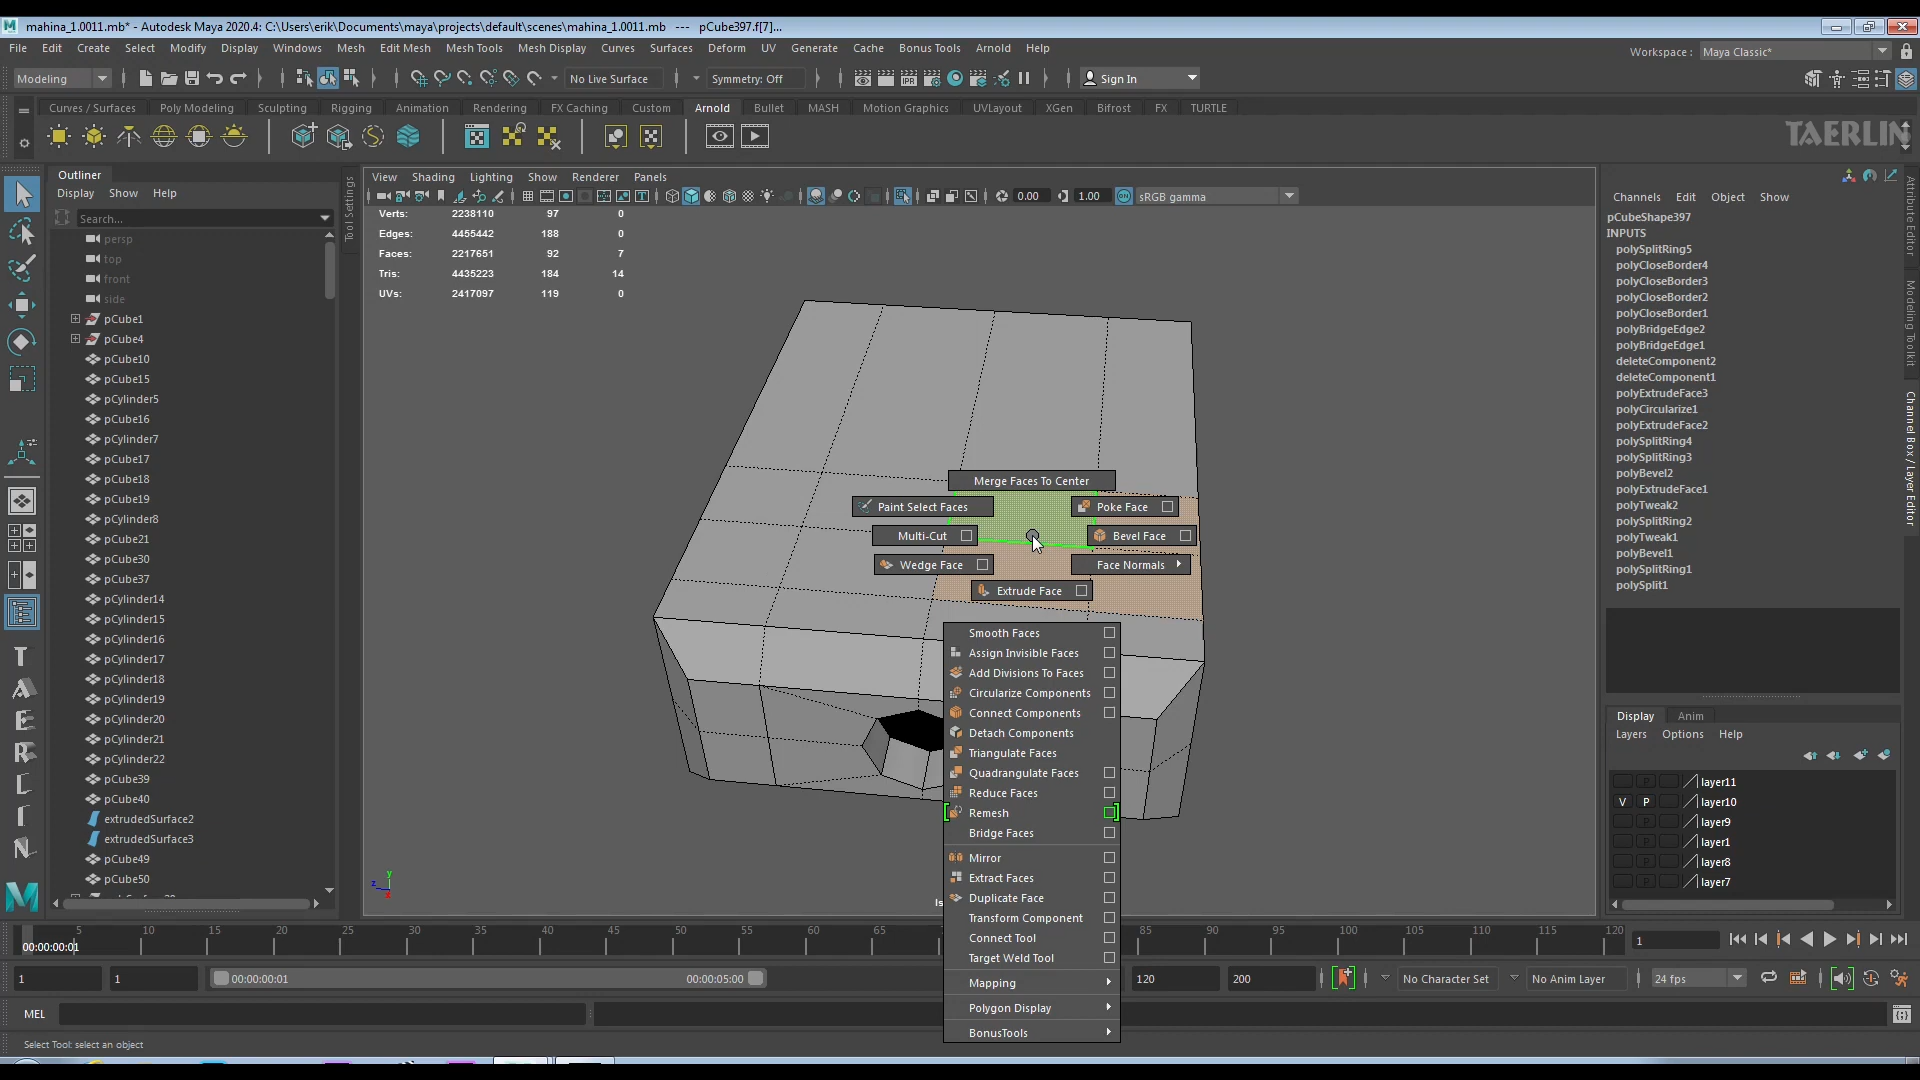 mahina_1.0011.mb* - Autodesk Maya 2020.4: C:\Users\erik\Documents\maya\projects\default\scenes\mahina_1.0011.mb --- pCube397.f[7]...
File Edit Create Select Modify Display Windows Mesh Edit Mesh Mesh Tools Mesh Display Curves Surfaces Deform UV Generate Cache Bonus Tools Arnold Help
Workspace : Maya Classic*
Modeling
No Live Surface
Symmetry: Off
Sign In
Curves / Surfaces Poly Modeling Sculpting Rigging Animation Rendering FX Caching Custom Arnold Bullet MASH Motion Graphics UVLayout XGen Bifrost FX TURTLE
TAERLIN
Outliner
Display Show Help
Search...
persp
top
front
side
pCube1
pCube4
pCube10
pCube15
pCylinder5
pCube16
pCylinder7
pCube17
pCube18
pCube19
pCylinder8
pCube21
pCube30
pCube37
pCylinder14
pCylinder15
pCylinder16
pCylinder17
pCylinder18
pCylinder19
pCylinder20
pCylinder21
pCylinder22
pCube39
pCube40
extrudedSurface2
extrudedSurface3
pCube49
pCube50
Tool Settings
View Shading Lighting Show Renderer Panels
0.00
1.00
sRGB gamma
Verts: 2238110 97 0
Edges: 4455442 188 0
Faces: 2217651 92 7
Tris: 4435223 184 14
UVs: 2417097 119 0
Merge Faces To Center
Paint Select Faces
Poke Face
Multi-Cut
Bevel Face
Wedge Face
Face Normals
Extrude Face
Smooth Faces
Assign Invisible Faces
Add Divisions To Faces
Circularize Components
Connect Components
Detach Components
Triangulate Faces
Quadrangulate Faces
Reduce Faces
Remesh
Bridge Faces
Mirror
Extract Faces
Duplicate Face
Transform Component
Connect Tool
Target Weld Tool
Mapping
Polygon Display
BonusTools
y
z
x
Is
Channels Edit Object Show
pCubeShape397
INPUTS
polySplitRing5
polyCloseBorder4
polyCloseBorder3
polyCloseBorder2
polyCloseBorder1
polyBridgeEdge2
polyBridgeEdge1
deleteComponent2
deleteComponent1
polyExtrudeFace3
polyCircularize1
polyExtrudeFace2
polySplitRing4
polySplitRing3
polyBevel2
polyExtrudeFace1
polyTweak2
polySplitRing2
polyTweak1
polyBevel1
polySplitRing1
polySplit1
Attribute Editor
Modeling Toolkit
Channel Box / Layer Editor
Display Anim
Layers Options Help
layer11
V P layer10
layer9
layer1
layer8
layer7
5 10 15 20 25 30 35 40 45 50 55 60 65 85 90 95 100 105 110 115 120
00:00:00:01
1
1
1
00:00:00:01
00:00:05:00
120
200
No Character Set
No Anim Layer
24 fps
MEL
Select Tool: select an object